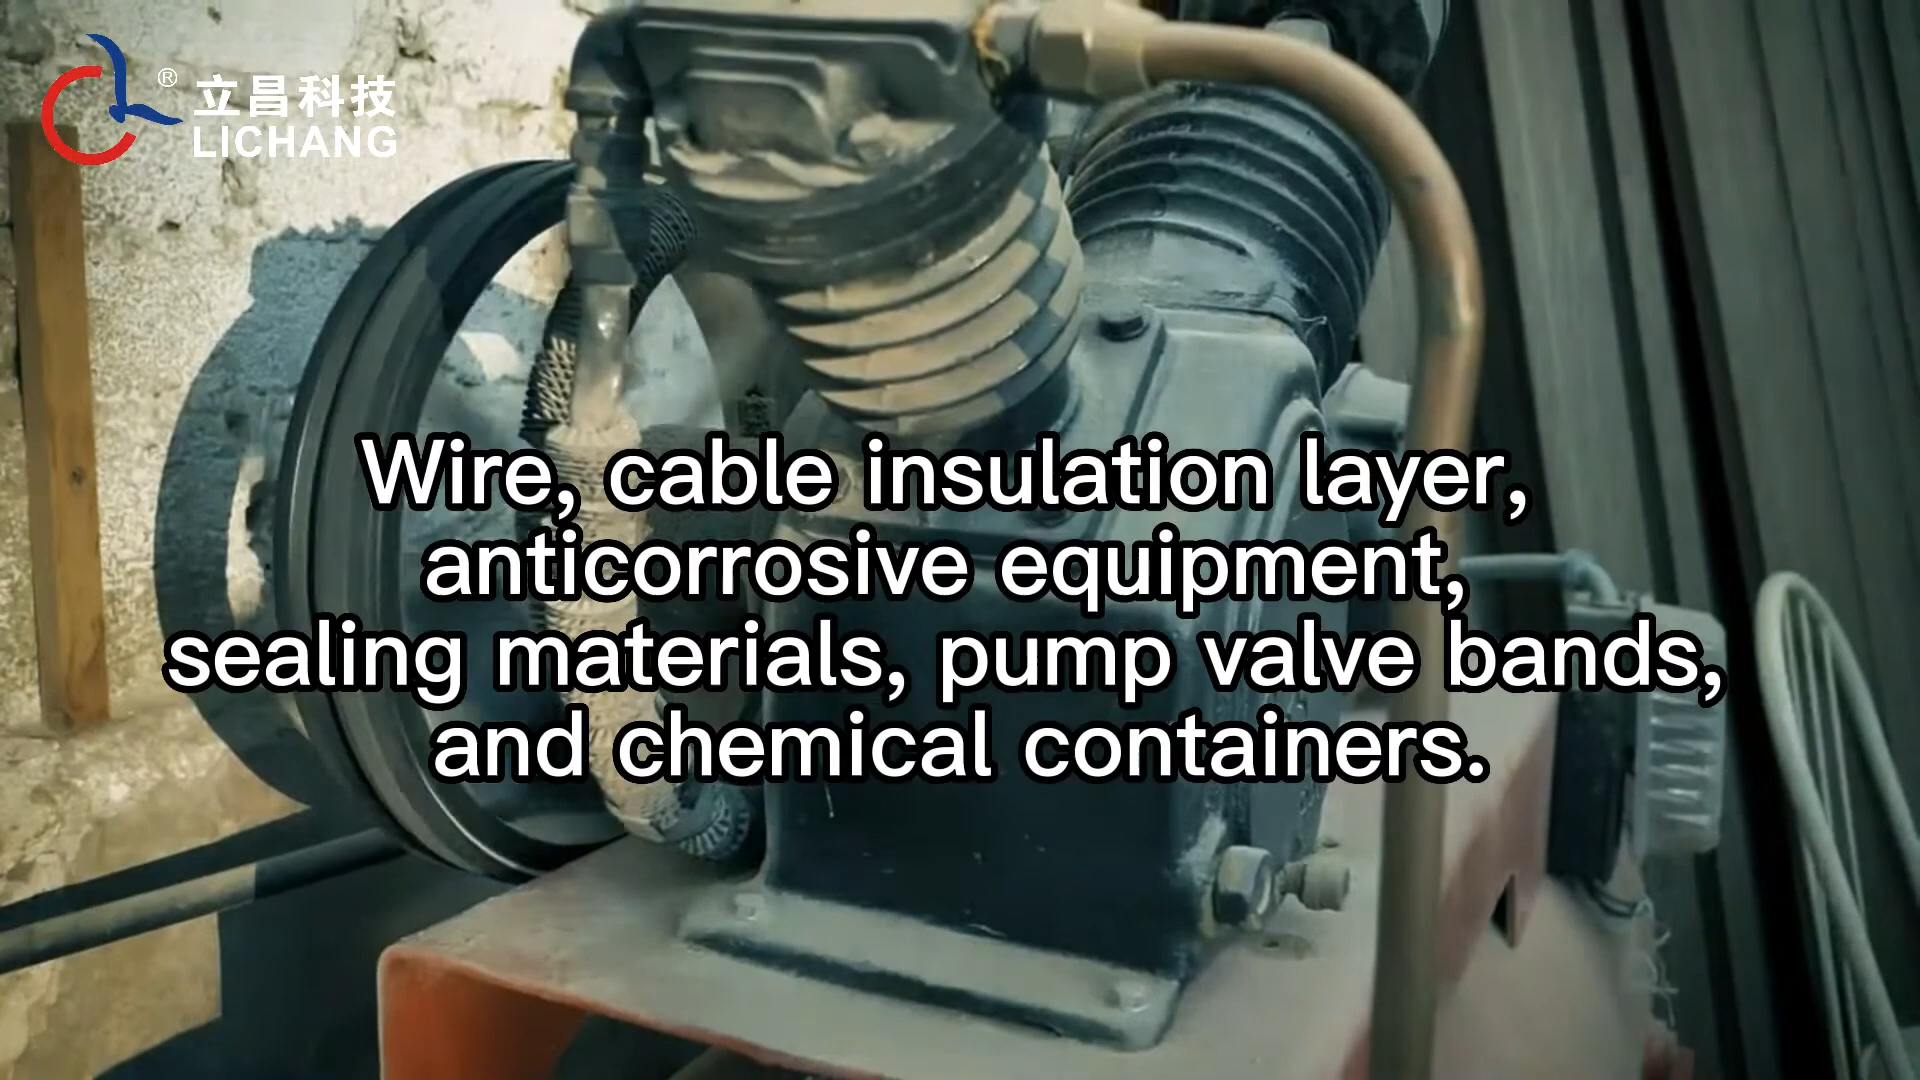 ®
立昌科技
LICHANG
Wire, cable insulation layer,
anticorrosive equipment,
sealing materials, pump valve bands,
and chemical containers.